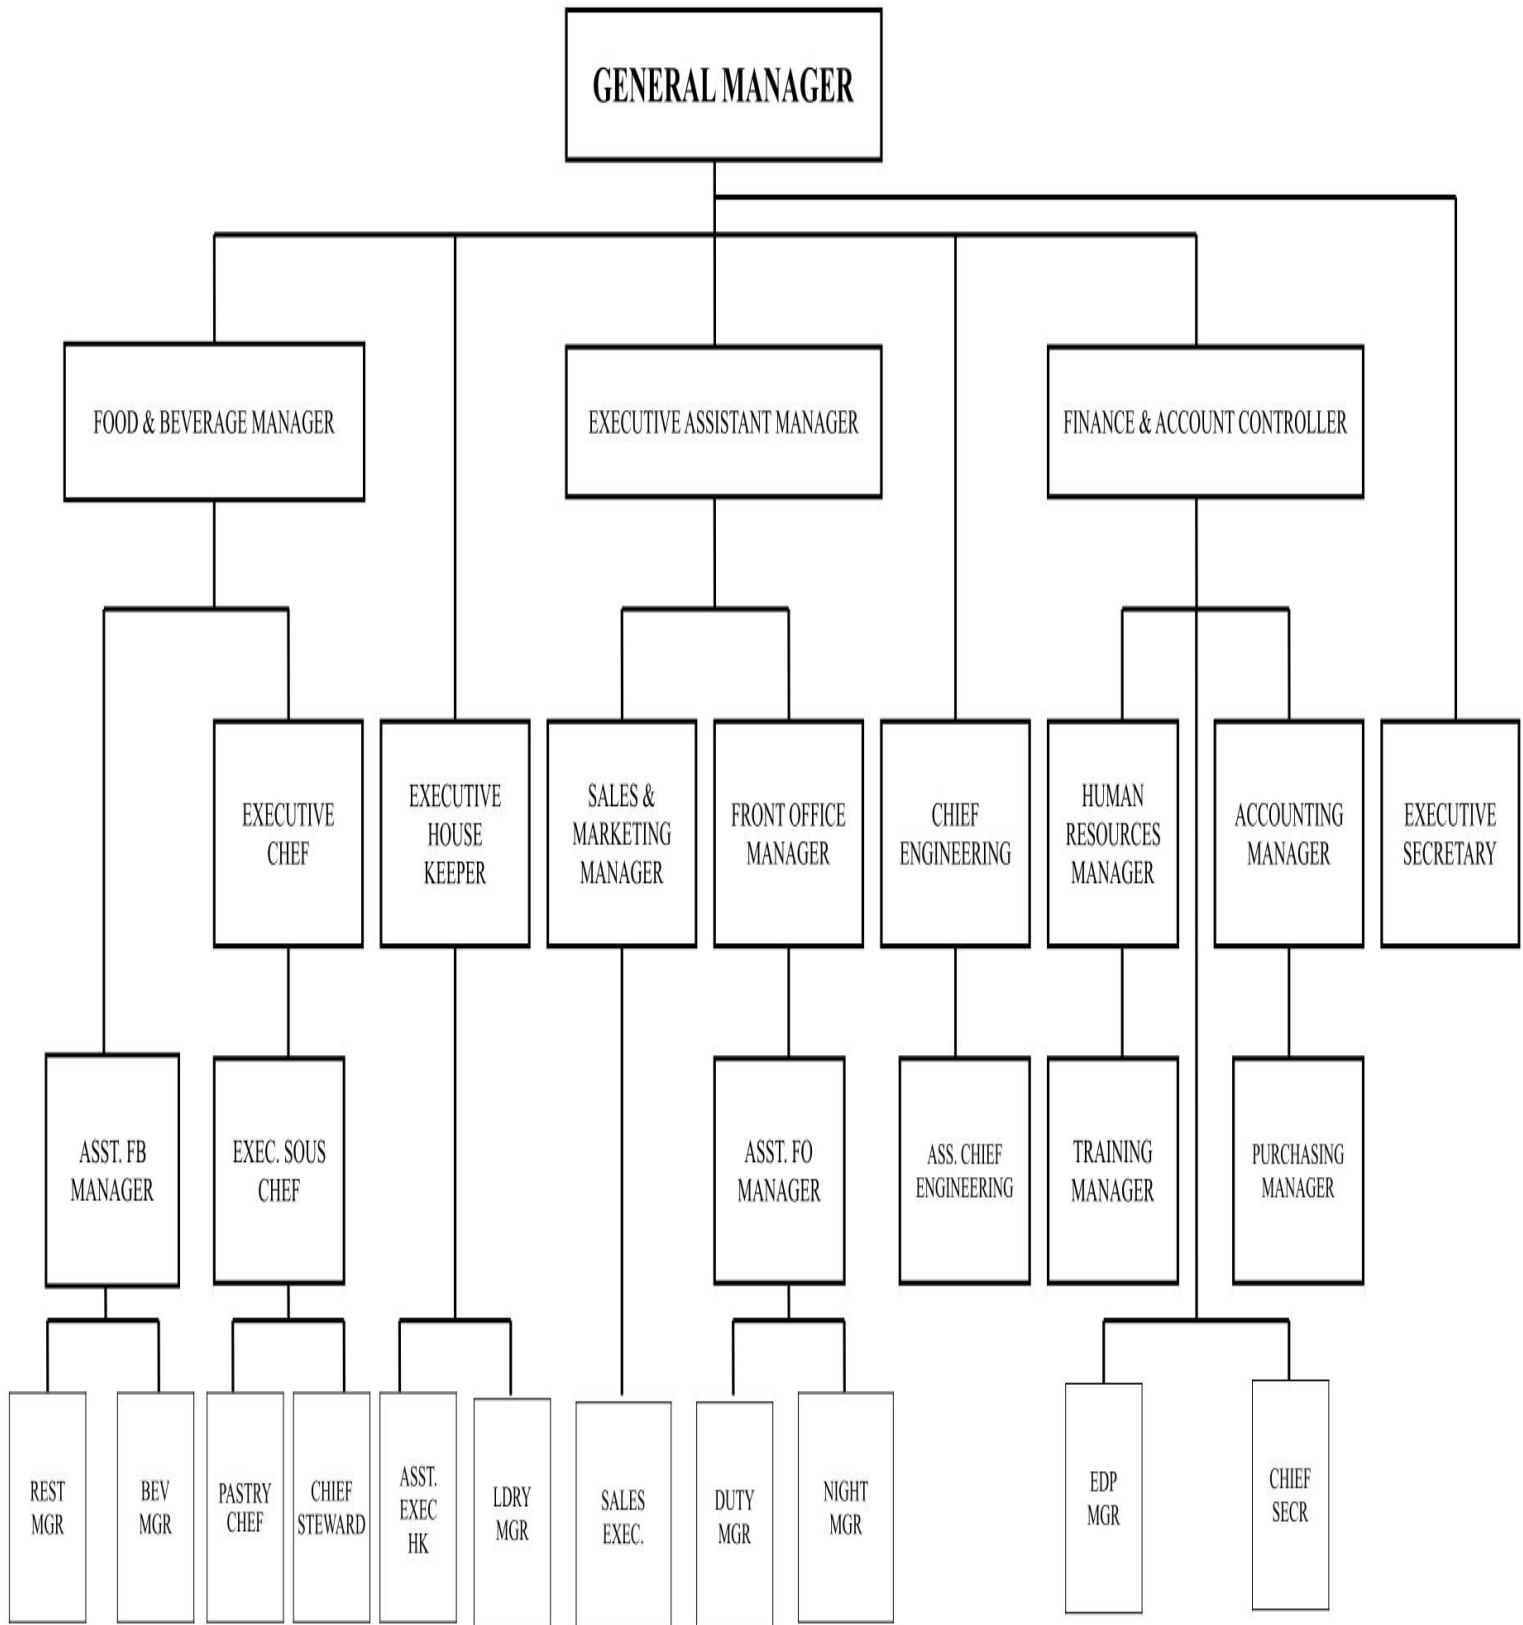 GENERAL MANAGER
FOOD & BEVERAGE MANAGER
EXECUTIVE ASSISTANT MANAGER
FINANCE & ACCOUNT CONTROLLER
EXECUTIVE
CHEF
EXECUTIVE
HOUSE
KEEPER
SALES &
MARKETING
MANAGER
FRONT OFFICE
MANAGER
CHIEF
ENGINEERING
HUMAN
RESOURCES
MANAGER
ACCOUNTING
MANAGER
EXECUTIVE
SECRETARY
ASST. FB
MANAGER
EXEC. SOUS
CHEF
ASST. FO
MANAGER
ASS. CHIEF
ENGINEERING
TRAINING
MANAGER
PURCHASING
MANAGER
REST
MGR
BEV
MGR
PASTRY
CHEF
CHIEF
STEWARD
ASST.
EXEC
HK
LDRY
MGR
SALES
EXEC.
DUTY
MGR
NIGHT
MGR
EDP
MGR
CHIEF
SECR